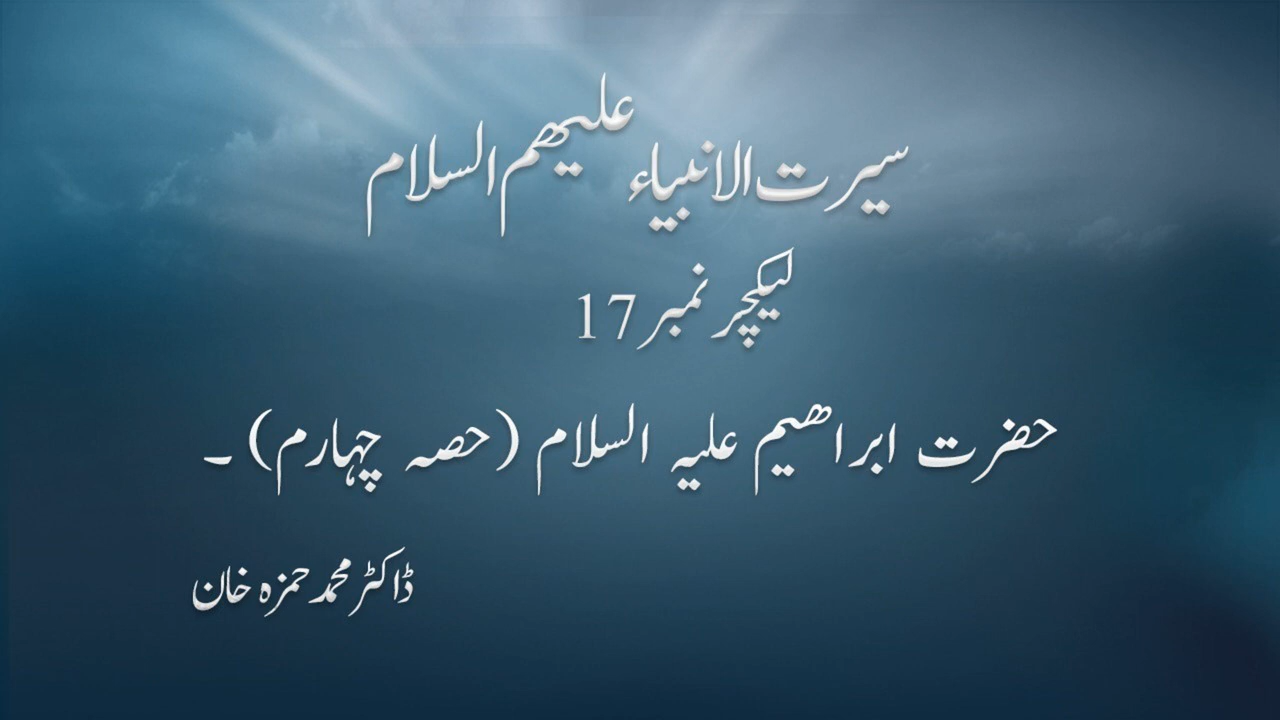 سیرت الانبیاء علیھم السلام
لیکچر نمبر 17
حضرت ابراھیم علیہ السلام (حصہ چہارم)۔
ڈاکٹر محمد حمزہ خان